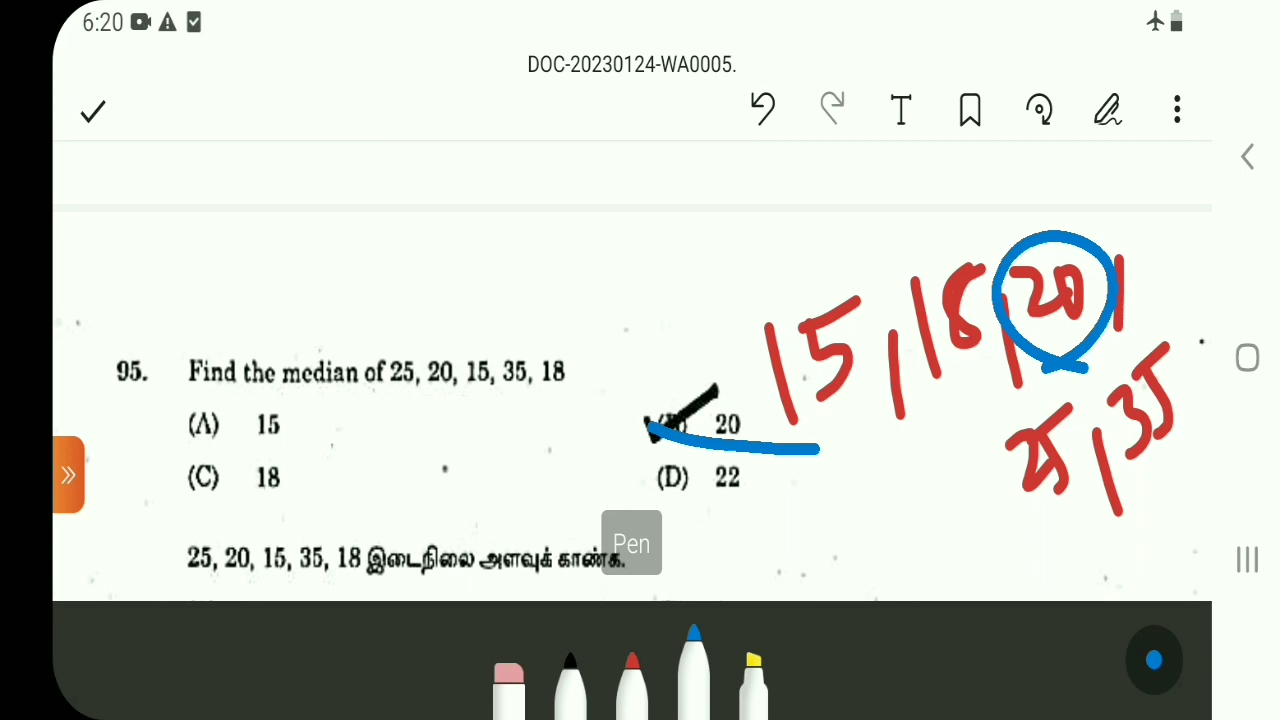 6:20
DOC-20230124-WA0005.
T
15, 18, 20,
25, 35
95. Find the median of 25, 20, 15, 35, 18
(A) 15 20
(C) 18 (D) 22
Pen
25, 20, 15, 35, 18 இடைநிலை அளவுக் காண்க.